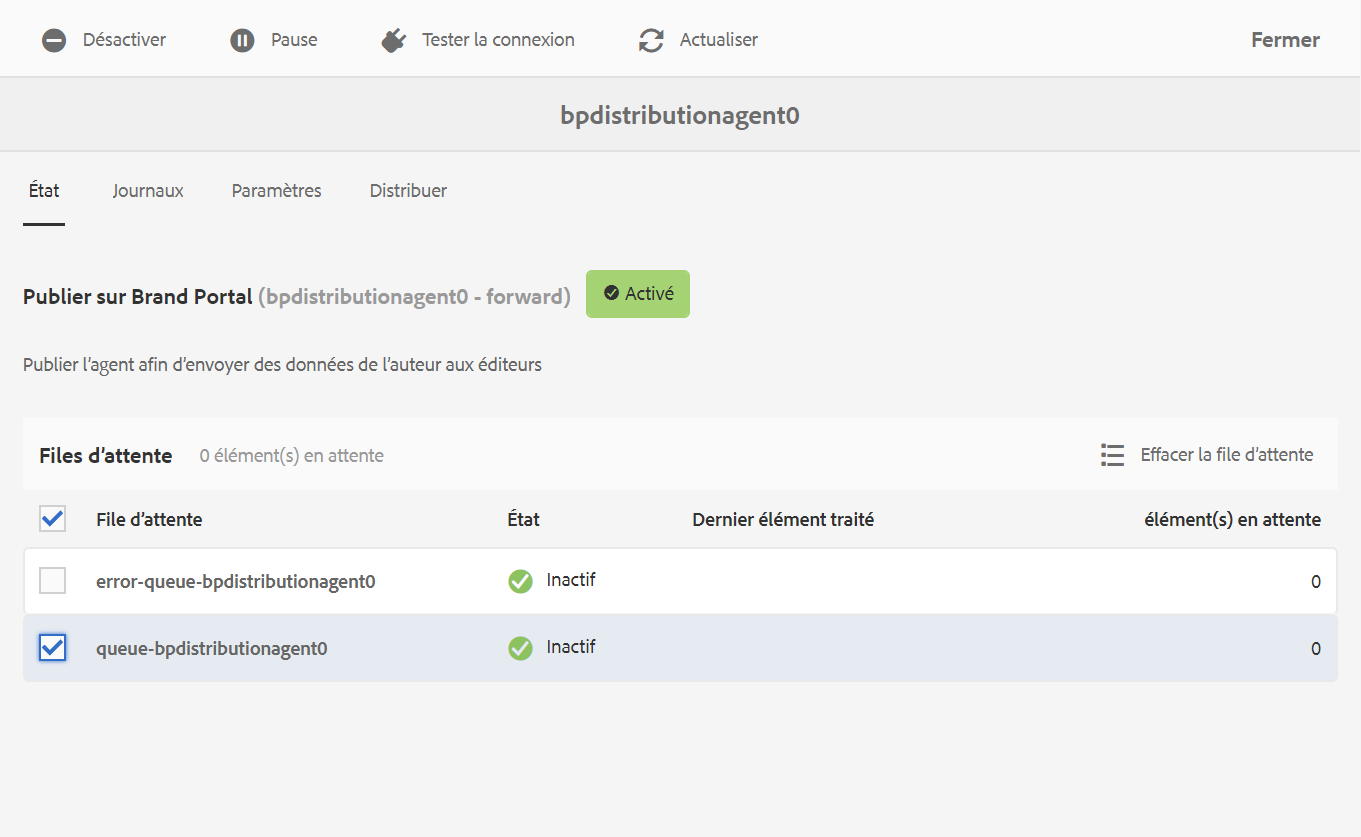 Désactiver Pause Tester la connexion Actualiser Fermer
bpdistributionagent0
État Journaux Paramètres Distribuer
Publier sur Brand Portal (bpdistributionagent0 - forward) Activé
Publier l’agent afin d’envoyer des données de l’auteur aux éditeurs
Files d’attente 0 élément(s) en attente Effacer la file d’attente
File d’attente État Dernier élément traité élément(s) en attente
error-queue-bpdistributionagent0 Inactif 0
queue-bpdistributionagent0 Inactif 0